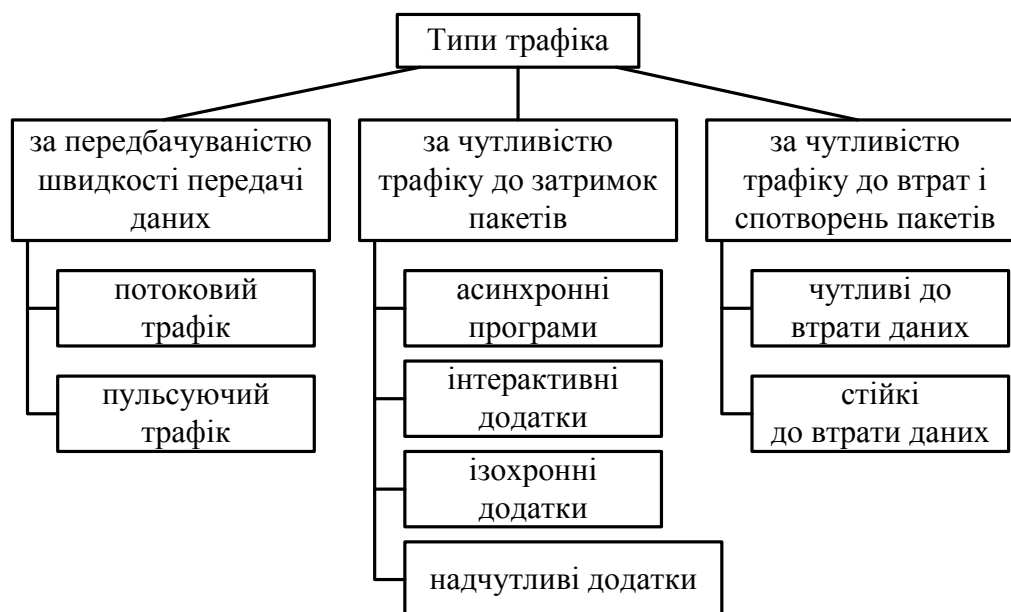 Типи трафіка
за передбачуваністю
швидкості передачі
даних
потоковий
трафік
пульсуючий
трафік
за чутливістю
трафіку до затримок
пакетів
асинхронні
програми
інтерактивні
додатки
ізохронні
додатки
надчутливі додатки
за чутливістю
трафіку до втрат і
спотворень пакетів
чутливі до
втрати даних
стійкі
до втрати даних